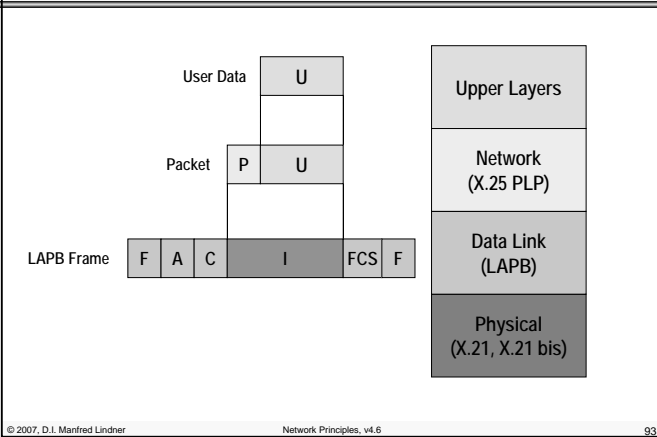 User Data U
Upper Layers
Packet P U
Network
(X.25 PLP)
LAPB Frame F A C I FCS F
Data Link
(LAPB)
Physical
(X.21, X.21 bis)
© 2007, D.I. Manfred Lindner Network Principles, v4.6 93